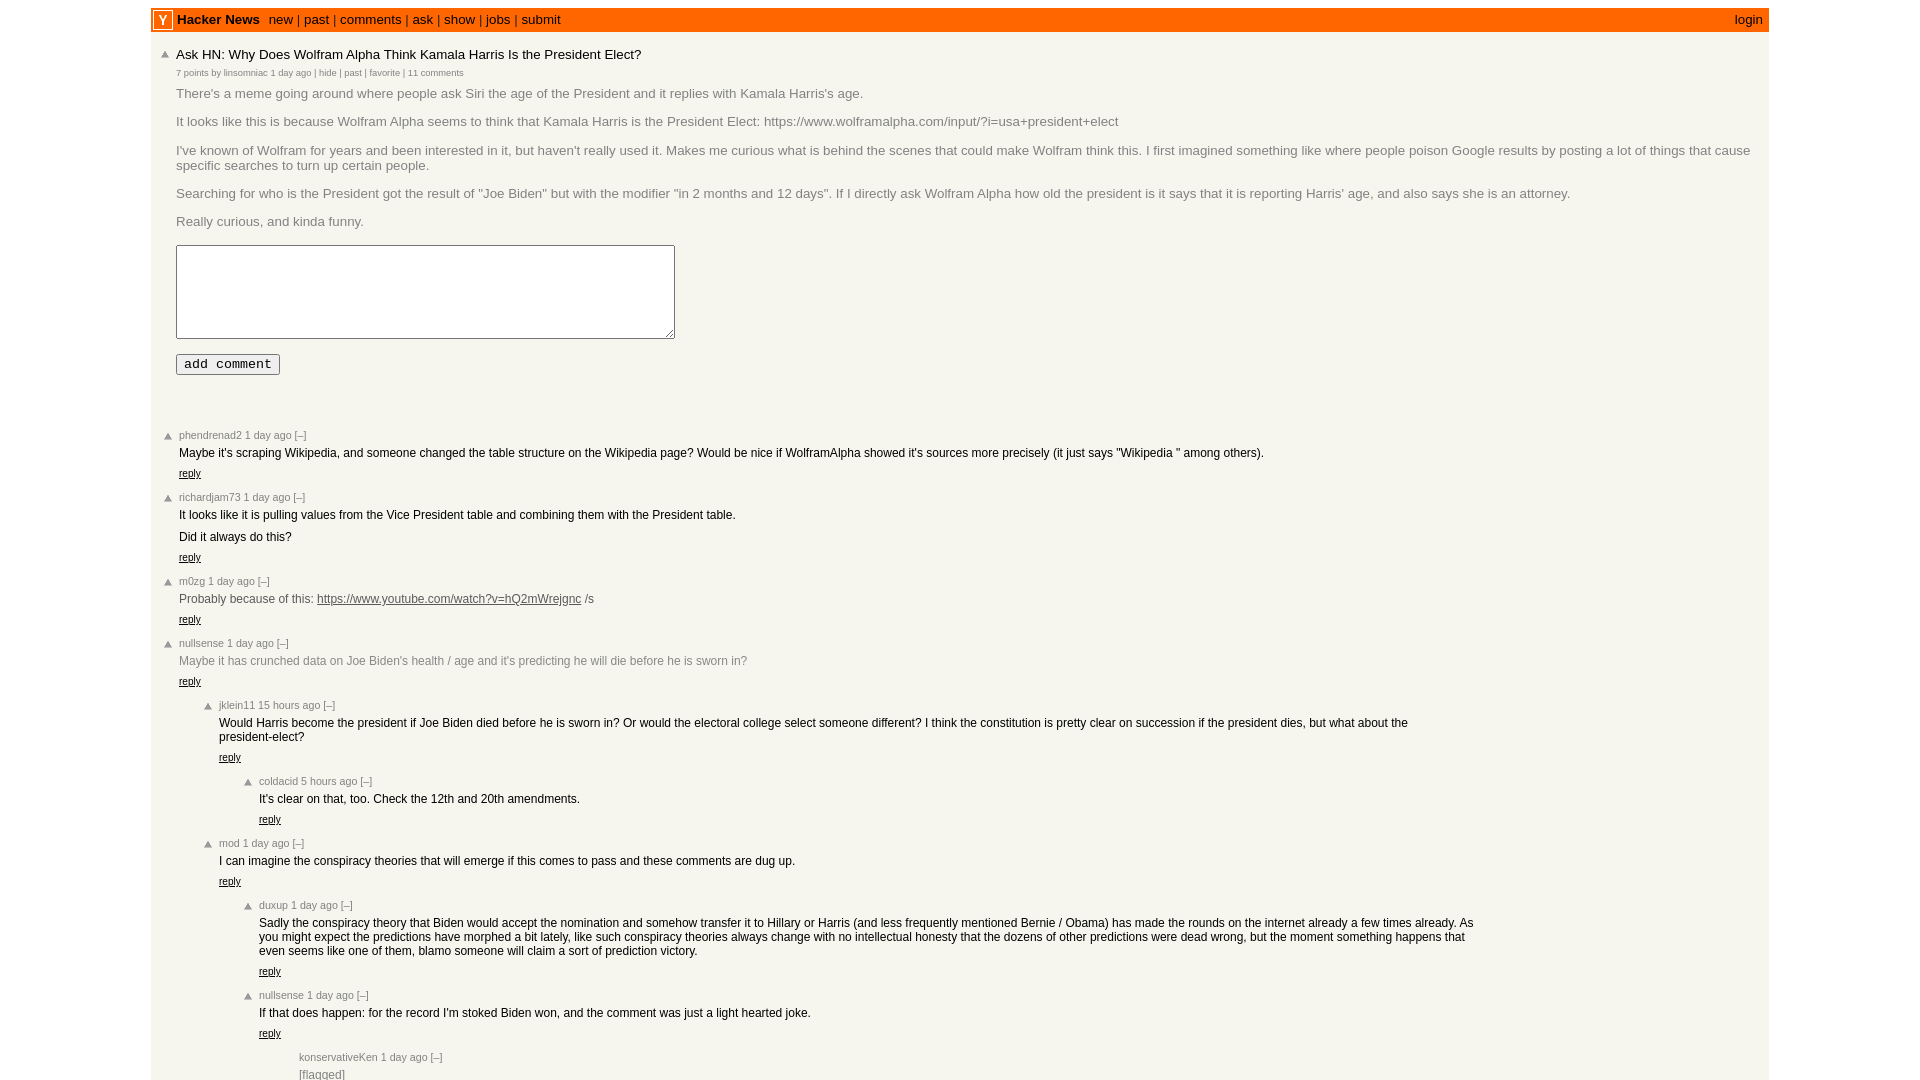 Y Hacker News new | past | comments | ask | show | jobs | submit login
Ask HN: Why Does Wolfram Alpha Think Kamala Harris Is the President Elect?
7 points by linsomniac 1 day ago | hide | past | favorite | 11 comments
There's a meme going around where people ask Siri the age of the President and it replies with Kamala Harris's age.
It looks like this is because Wolfram Alpha seems to think that Kamala Harris is the President Elect: https://www.wolframalpha.com/input/?i=usa+president+elect
I've known of Wolfram for years and been interested in it, but haven't really used it. Makes me curious what is behind the scenes that could make Wolfram think this. I first imagined something like where people poison Google results by posting a lot of things that cause
specific searches to turn up certain people.
Searching for who is the President got the result of "Joe Biden" but with the modifier "in 2 months and 12 days". If I directly ask Wolfram Alpha how old the president is it says that it is reporting Harris' age, and also says she is an attorney.
Really curious, and kinda funny.
add comment
phendrenad2 1 day ago [–]
Maybe it's scraping Wikipedia, and someone changed the table structure on the Wikipedia page? Would be nice if WolframAlpha showed it's sources more precisely (it just says "Wikipedia " among others).
reply
richardjam73 1 day ago [–]
It looks like it is pulling values from the Vice President table and combining them with the President table.
Did it always do this?
reply
m0zg 1 day ago [–]
Probably because of this: https://www.youtube.com/watch?v=hQ2mWrejgnc /s
reply
nullsense 1 day ago [–]
Maybe it has crunched data on Joe Biden's health / age and it's predicting he will die before he is sworn in?
reply
jklein11 15 hours ago [–]
Would Harris become the president if Joe Biden died before he is sworn in? Or would the electoral college select someone different? I think the constitution is pretty clear on succession if the president dies, but what about the
president-elect?
reply
coldacid 5 hours ago [–]
It's clear on that, too. Check the 12th and 20th amendments.
reply
mod 1 day ago [–]
I can imagine the conspiracy theories that will emerge if this comes to pass and these comments are dug up.
reply
duxup 1 day ago [–]
Sadly the conspiracy theory that Biden would accept the nomination and somehow transfer it to Hillary or Harris (and less frequently mentioned Bernie / Obama) has made the rounds on the internet already a few times already. As
you might expect the predictions have morphed a bit lately, like such conspiracy theories always change with no intellectual honesty that the dozens of other predictions were dead wrong, but the moment something happens that
even seems like one of them, blamo someone will claim a sort of prediction victory.
reply
nullsense 1 day ago [–]
If that does happen: for the record I'm stoked Biden won, and the comment was just a light hearted joke.
reply
konservativeKen 1 day ago [–]
[flagged]